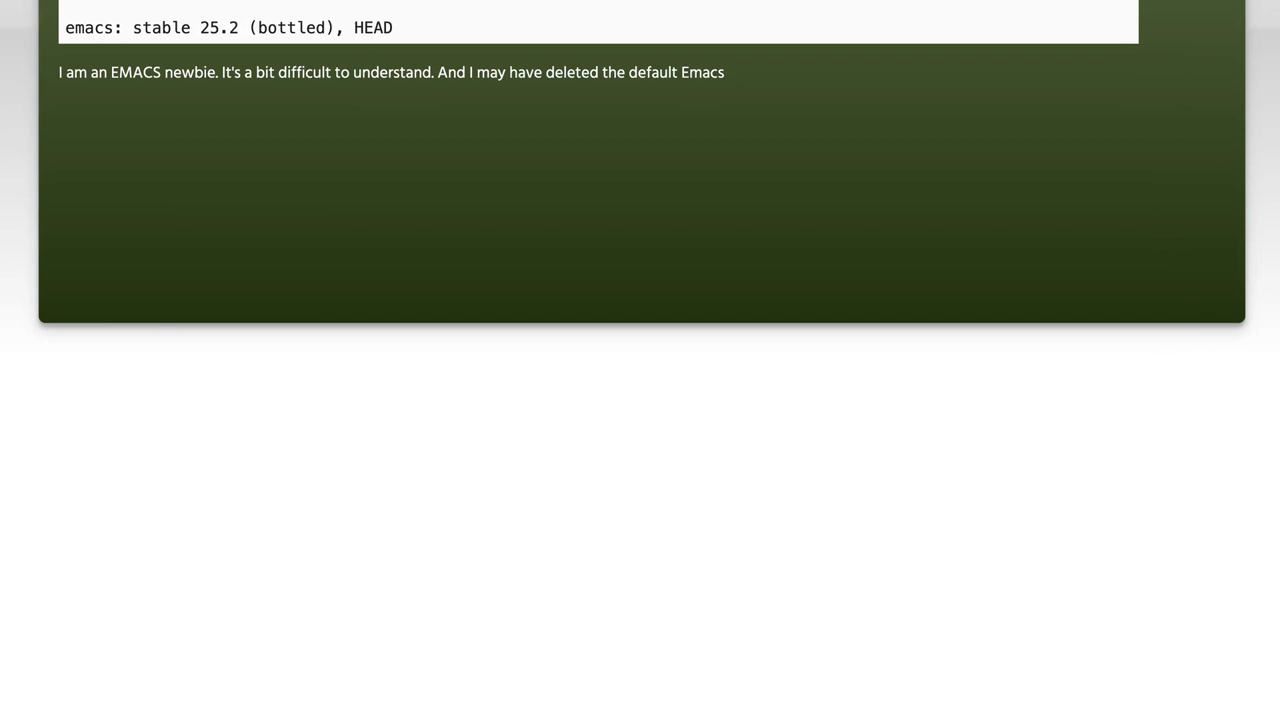 emacs: stable 25.2 (bottled), HEAD
I am an EMACS newbie. It's a bit difficult to understand. And I may have deleted the default Emacs